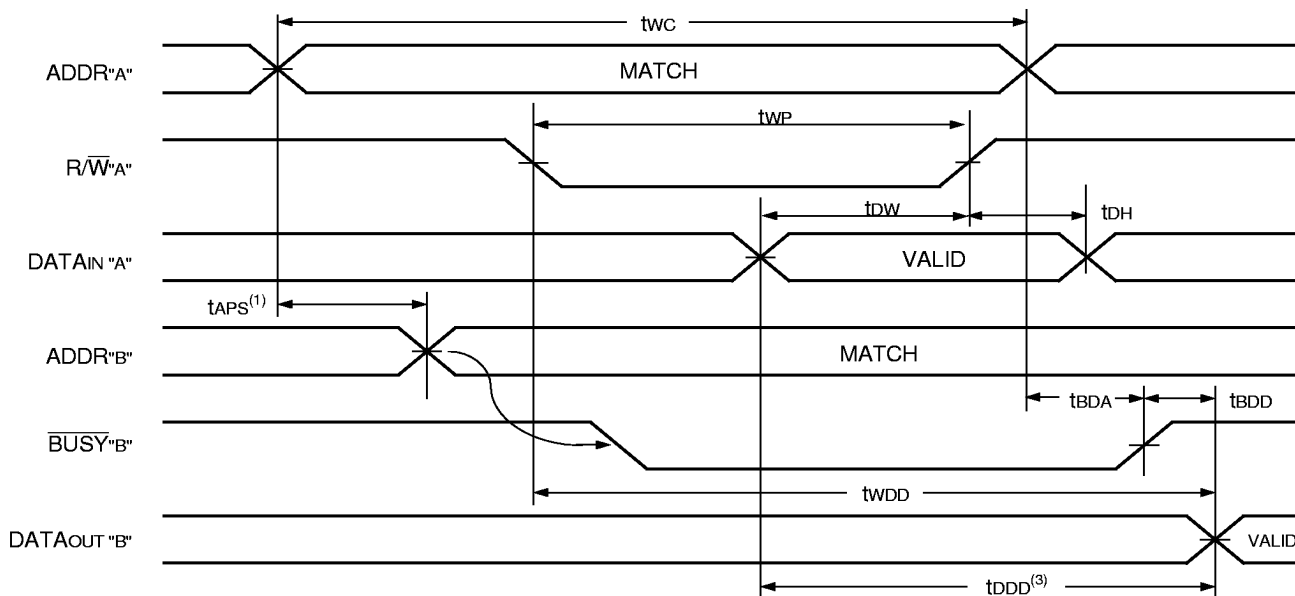 tWC
ADDR"A" MATCH
tWP
R/W̅"A"
tDW tDH
DATAIN "A" VALID
tAPS(1)
ADDR"B" MATCH
tBDA tBDD
B̅U̅S̅Y̅"B"
tWDD
DATAOUT "B" VALID
tDDD(3)